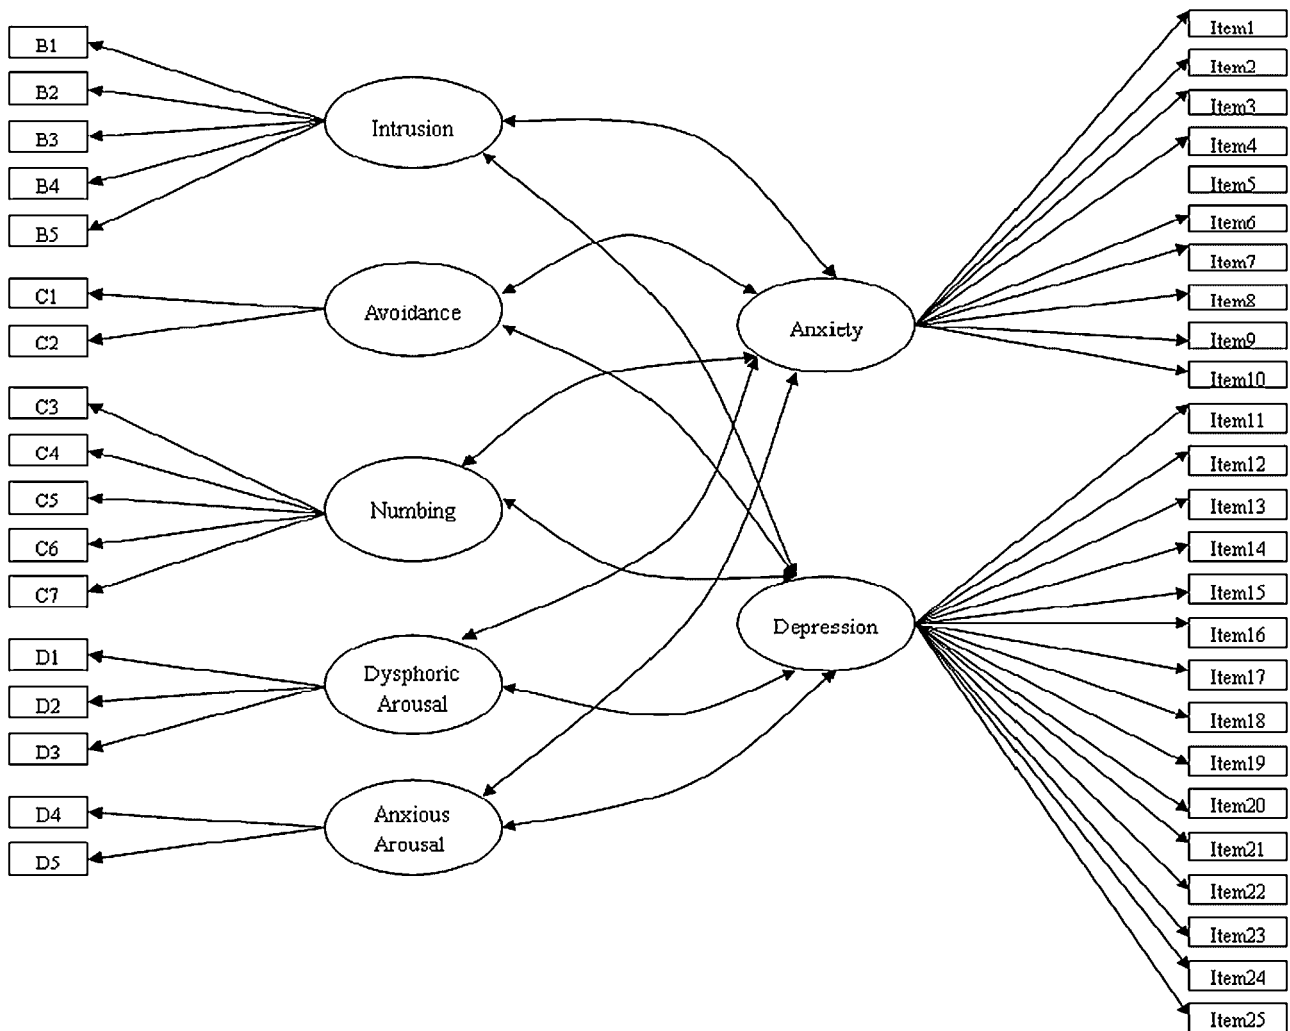 B1
B2
B3
B4
B5
C1
C2
C3
C4
C5
C6
C7
D1
D2
D3
D4
D5
Intrusion
Avoidance
Numbing
Dysphoric
Arousal
Anxious
Arousal
Anxiety
Depression
Item1
Item2
Item3
Item4
Item5
Item6
Item7
Item8
Item9
Item10
Item11
Item12
Item13
Item14
Item15
Item16
Item17
Item18
Item19
Item20
Item21
Item22
Item23
Item24
Item25